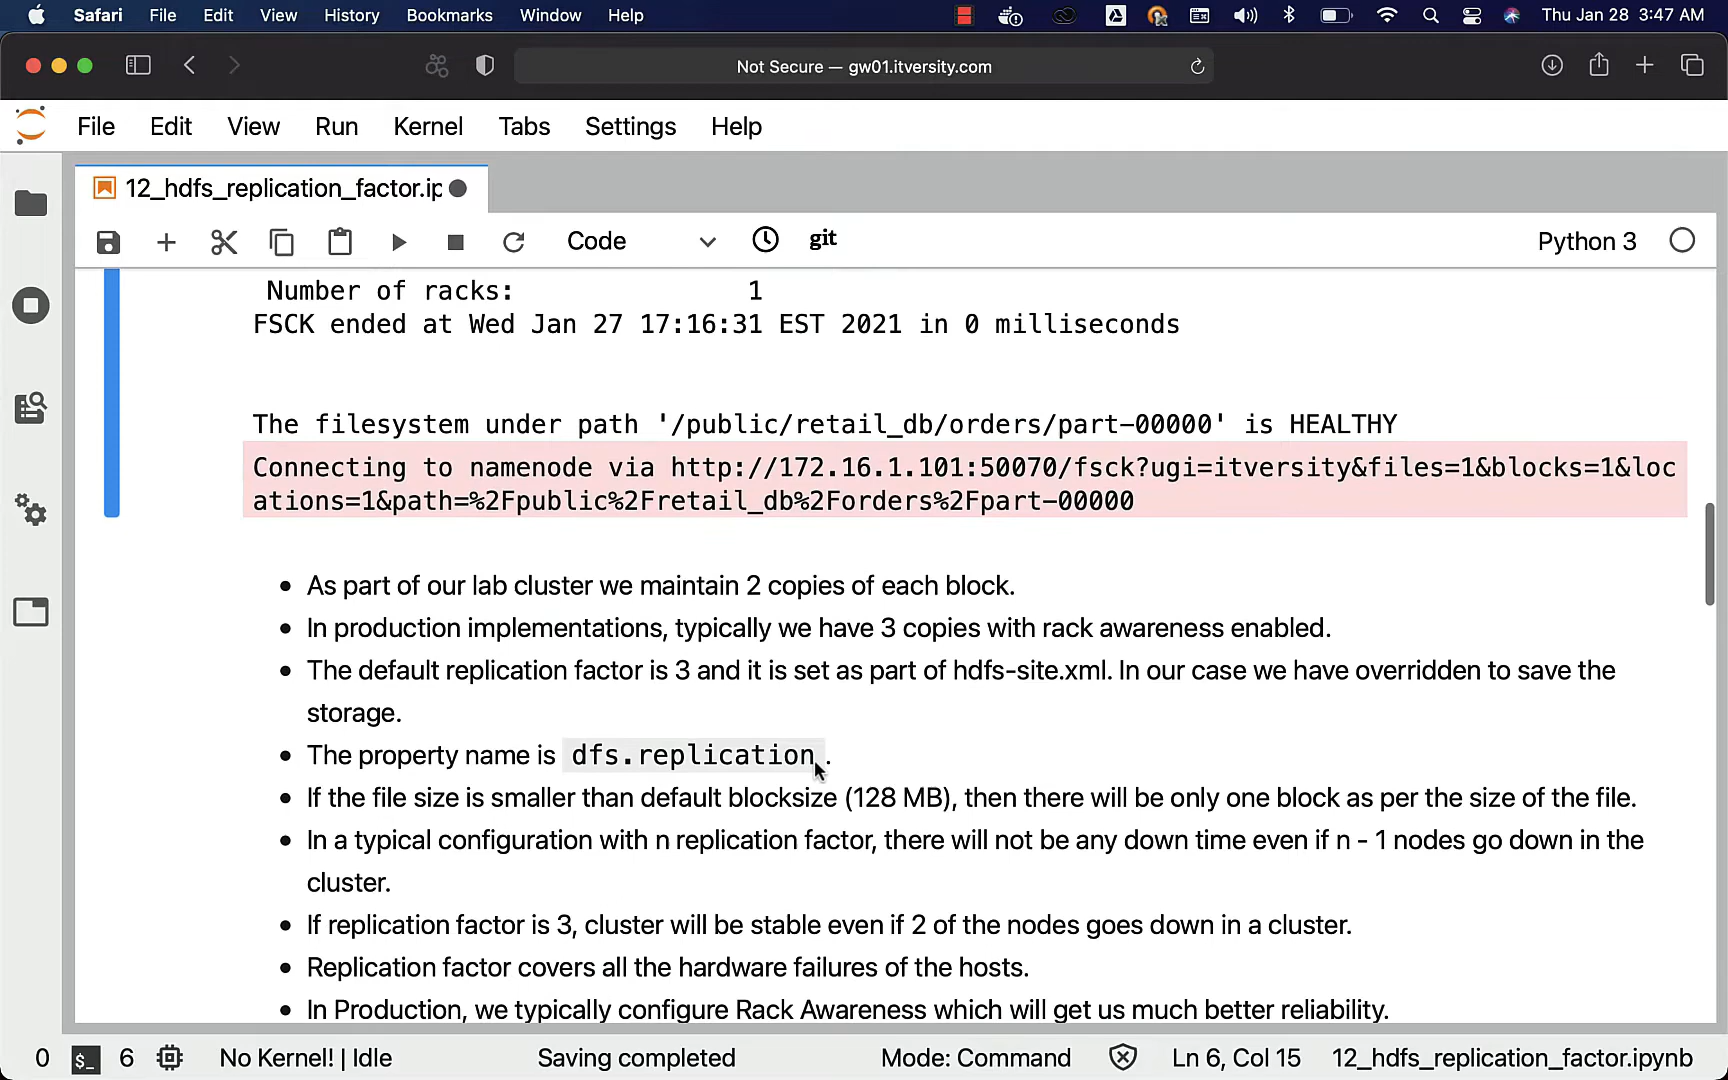 Safari File Edit View History Bookmarks Window Help Thu Jan 28 3:47 AM
Not Secure — gw01.itversity.com
File Edit View Run Kernel Tabs Settings Help
12_hdfs_replication_factor.ip
Code git Python 3
Number of racks: 1
FSCK ended at Wed Jan 27 17:16:31 EST 2021 in 0 milliseconds
The filesystem under path '/public/retail_db/orders/part-00000' is HEALTHY
Connecting to namenode via http://172.16.1.101:50070/fsck?ugi=itversity&files=1&blocks=1&loc
ations=1&path=%2Fpublic%2Fretail_db%2Forders%2Fpart-00000
• As part of our lab cluster we maintain 2 copies of each block.
• In production implementations, typically we have 3 copies with rack awareness enabled.
• The default replication factor is 3 and it is set as part of hdfs-site.xml. In our case we have overridden to save the
storage.
• The property name is dfs.replication.
• If the file size is smaller than default blocksize (128 MB), then there will be only one block as per the size of the file.
• In a typical configuration with n replication factor, there will not be any down time even if n - 1 nodes go down in the
cluster.
• If replication factor is 3, cluster will be stable even if 2 of the nodes goes down in a cluster.
• Replication factor covers all the hardware failures of the hosts.
• In Production, we typically configure Rack Awareness which will get us much better reliability.
0 $_ 6 No Kernel! | Idle Saving completed Mode: Command Ln 6, Col 15 12_hdfs_replication_factor.ipynb